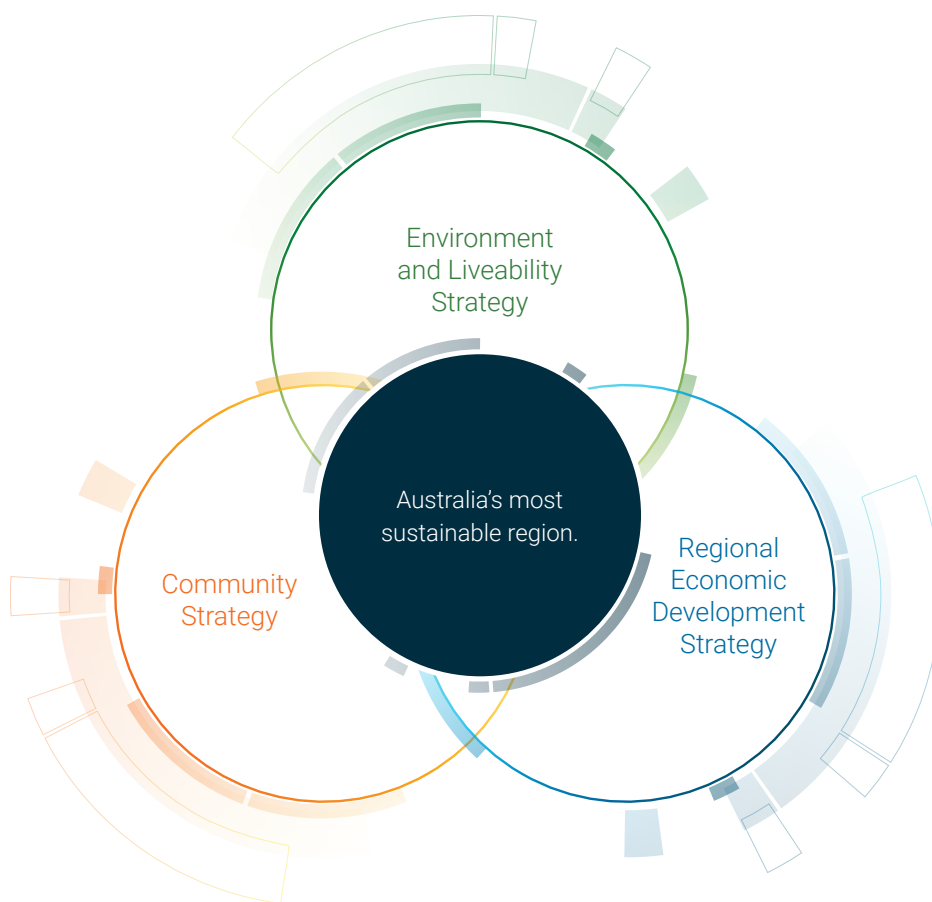 Environment
and Liveability
Strategy
Australia's most
sustainable region.
Community
Strategy
Regional
Economic
Development
Strategy